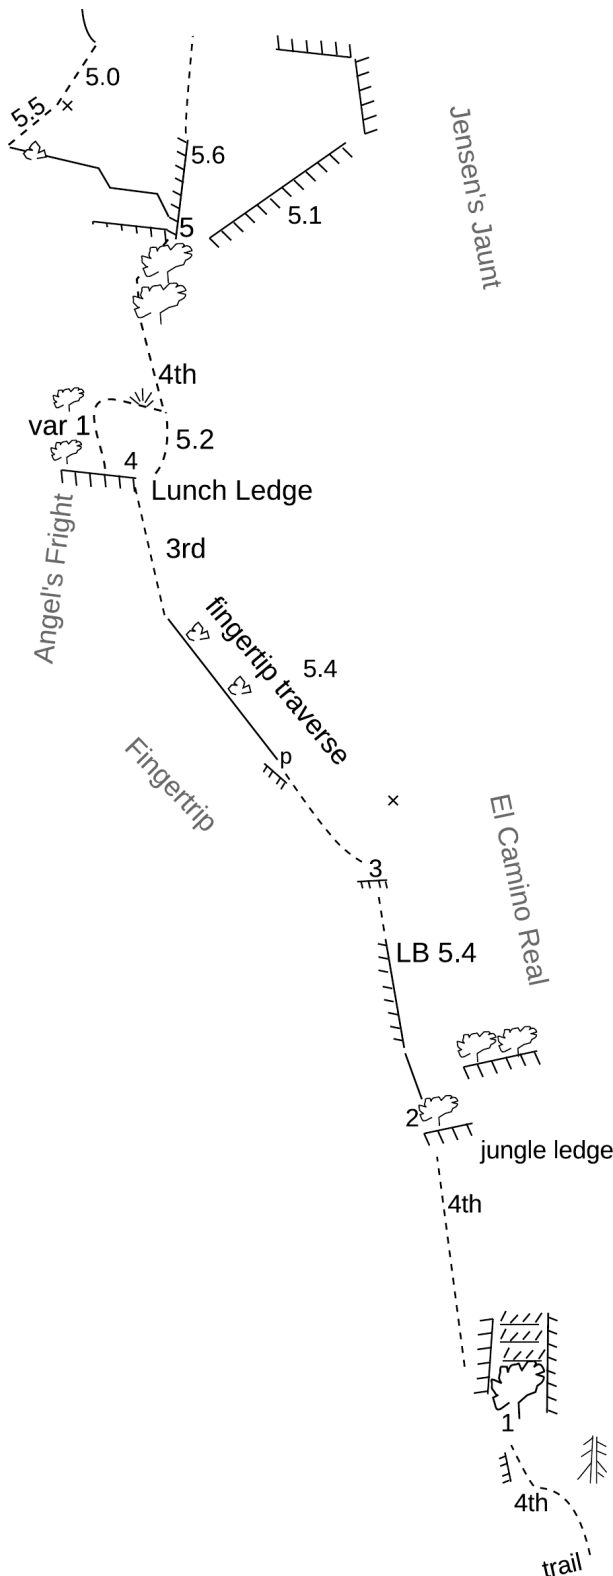 5.0
5.5
5.6
Jensen's Jaunt
5.1
5
4th
var 1
5.2
4
Lunch Ledge
Angel's Fright
3rd
fingertip traverse
5.4
p
Fingertrip
3
El Camino Real
LB 5.4
2
jungle ledge
4th
1
4th
trail